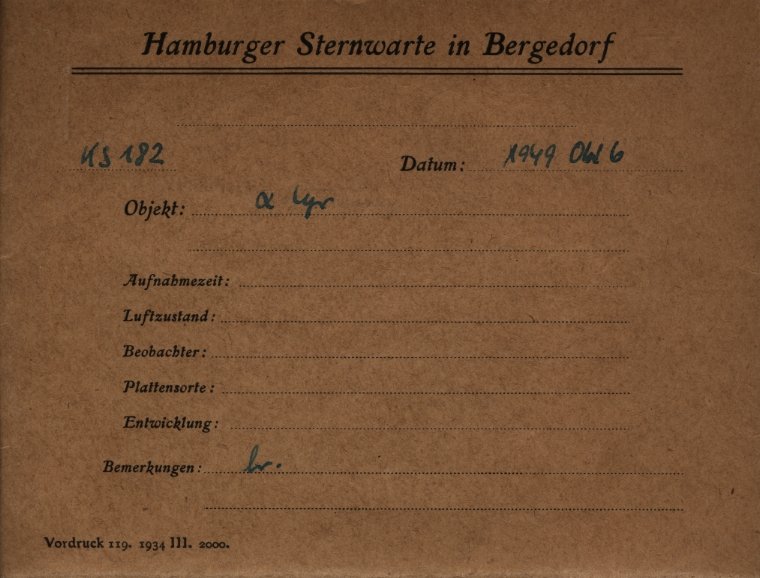 Hamburger Sternwarte in Bergedorf
KS 182 Datum: 1949 Okt 6
Objekt: α Lyr
Aufnahmezeit:
Luftzustand:
Beobachter:
Plattensorte:
Entwicklung:
Bemerkungen:
Vordruck 119. 1934 III. 2000.